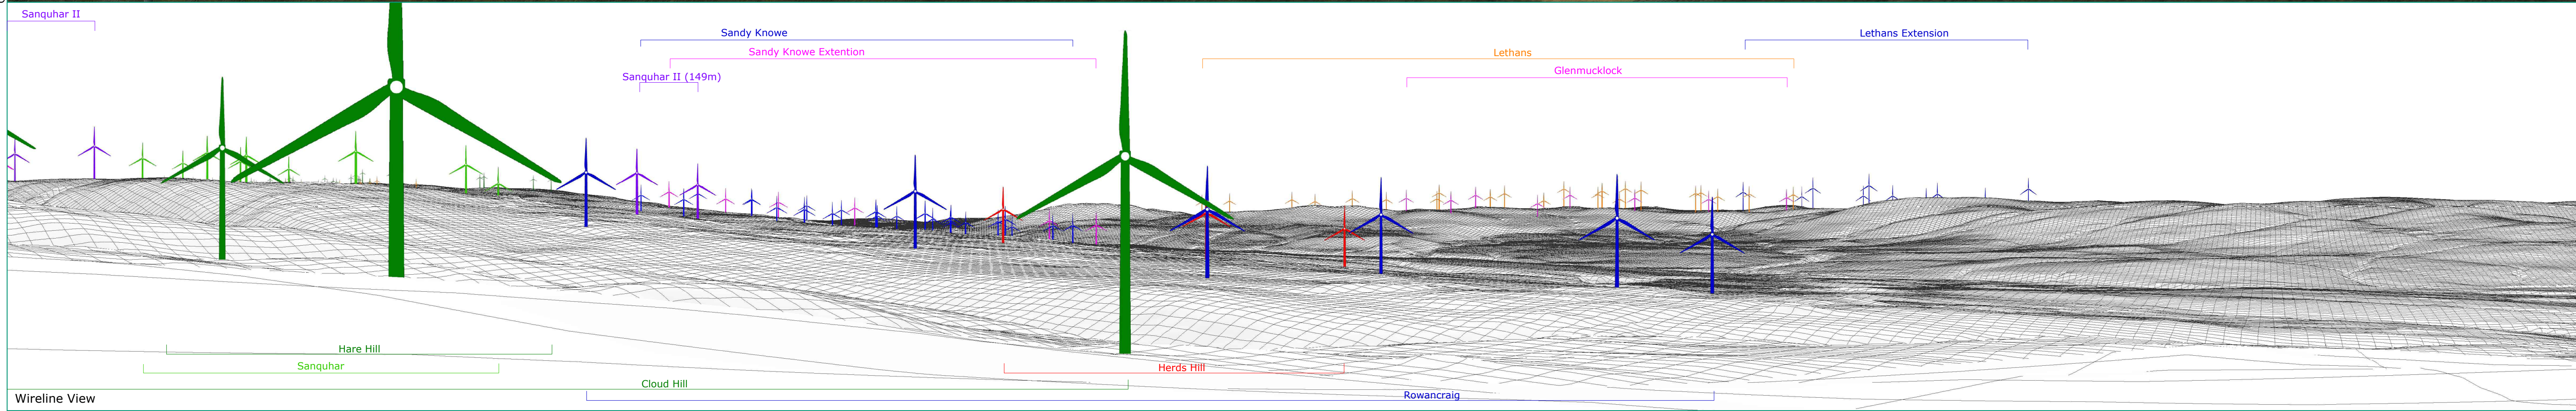 Sanquhar II
Sandy Knowe
Sandy Knowe Extention
Sanquhar II (149m)
Lethans
Glenmucklock
Lethans Extension
Hare Hill
Sanquhar
Herds Hill
Cloud Hill
Rowancraig
Wireline View